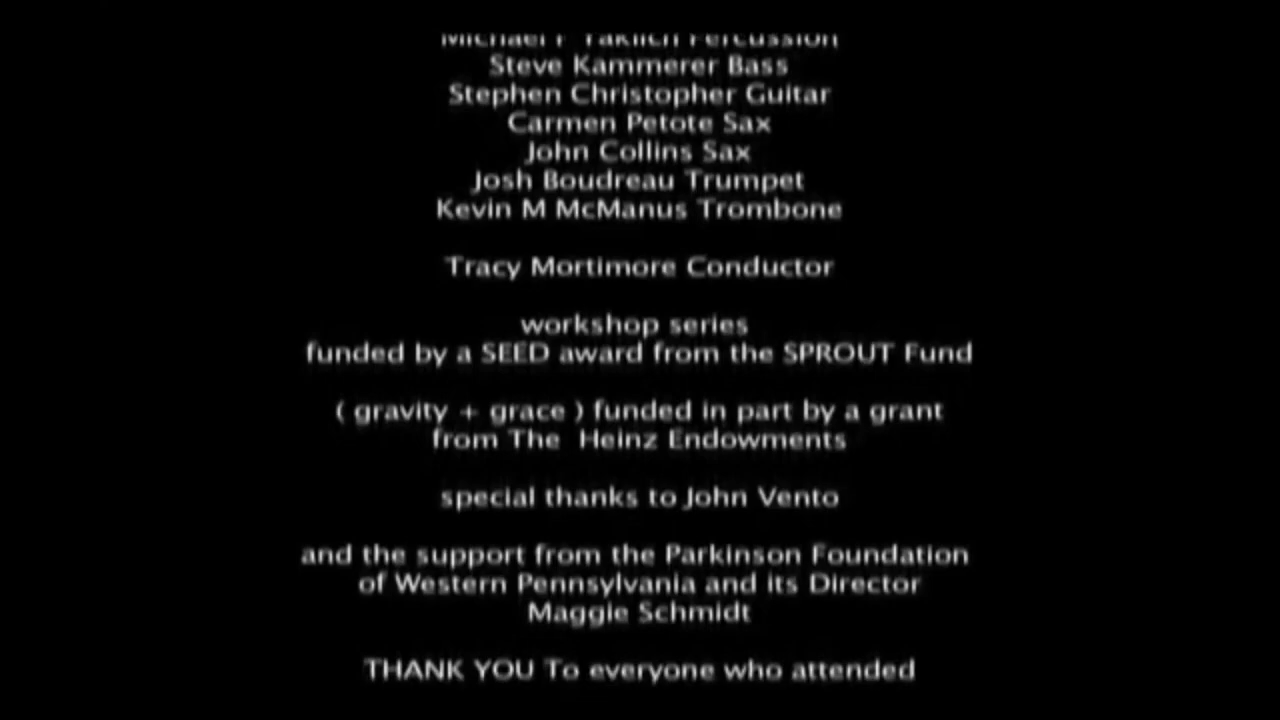 Michael F Yaklich Percussion
Steve Kammerer Bass
Stephen Christopher Guitar
Carmen Petote Sax
John Collins Sax
Josh Boudreau Trumpet
Kevin M McManus Trombone
Tracy Mortimore Conductor
workshop series
funded by a SEED award from the SPROUT Fund
( gravity + grace ) funded in part by a grant
from The Heinz Endowments
special thanks to John Vento
and the support from the Parkinson Foundation
of Western Pennsylvania and its Director
Maggie Schmidt
THANK YOU To everyone who attended